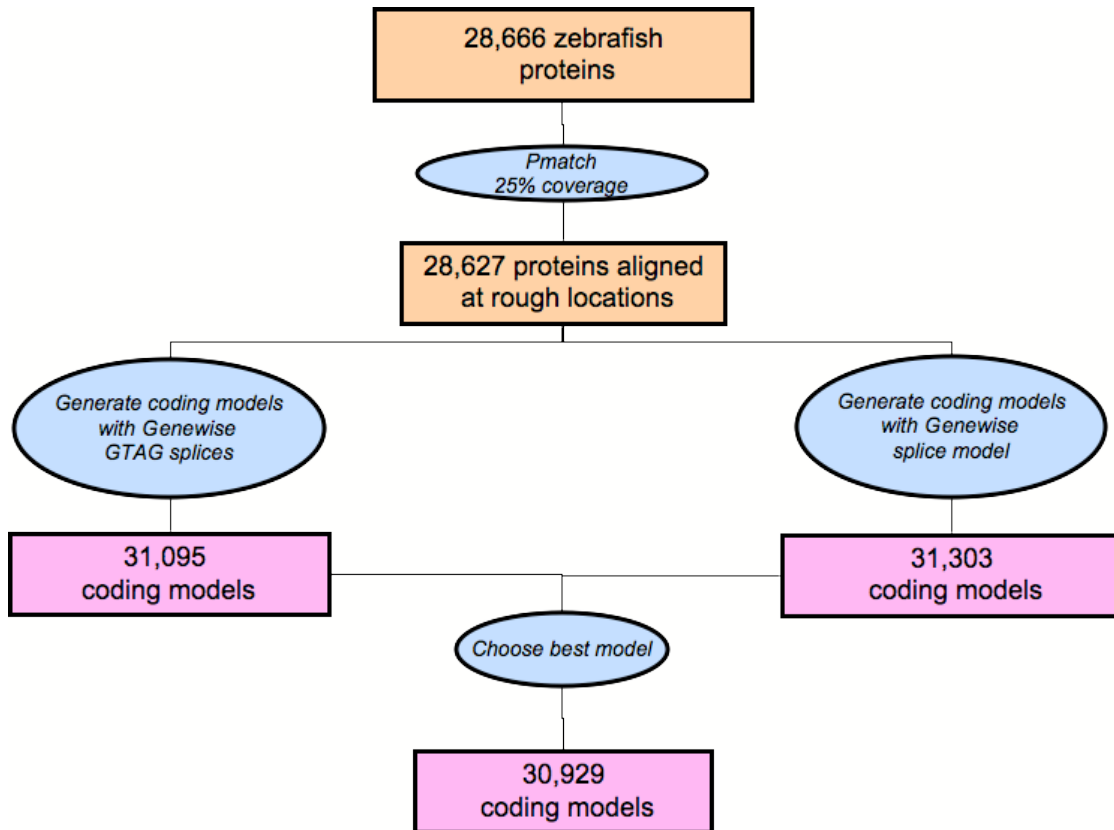 28,666 zebrafish
proteins
Pmatch
25% coverage
28,627 proteins aligned
at rough locations
Generate coding models
with Genewise
GTAG splices
Generate coding models
with Genewise
splice model
31,095
coding models
31,303
coding models
Choose best model
30,929
coding models